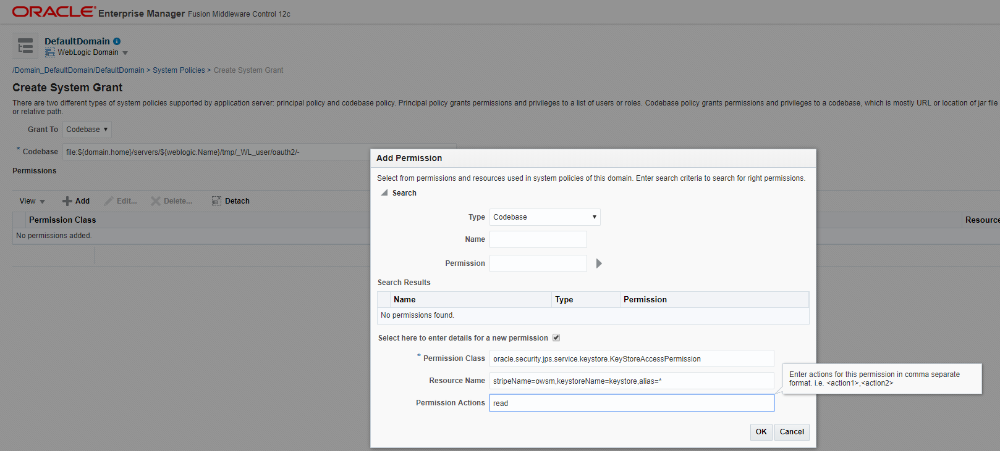 ORACLE Enterprise Manager Fusion Middleware Control 12c
DefaultDomain
WebLogic Domain
/Domain_DefaultDomain/DefaultDomain > System Policies > Create System Grant
Create System Grant
There are two different types of system policies supported by application server: principal policy and codebase policy. Principal policy grants permissions and privileges to a list of users or roles. Codebase policy grants permissions and privileges to a codebase, which is mostly URL or location of jar file
or relative path.
Grant To Codebase
* Codebase file:${domain.home}/servers/${weblogic.Name}/tmp/_WL_user/oauth2/-
Permissions
View Add Edit... Delete... Detach
Permission Class Resource
No permissions added.
Add Permission
Select from permissions and resources used in system policies of this domain. Enter search criteria to search for right permissions.
Search
Type Codebase
Name
Permission
Search Results
Name Type Permission
No permissions found.
Select here to enter details for a new permission
* Permission Class oracle.security.jps.service.keystore.KeyStoreAccessPermission
Resource Name stripeName=owsm,keystoreName=keystore,alias=*
Permission Actions read
Enter actions for this permission in comma separate
format. i.e. <action1>,<action2>
OK Cancel